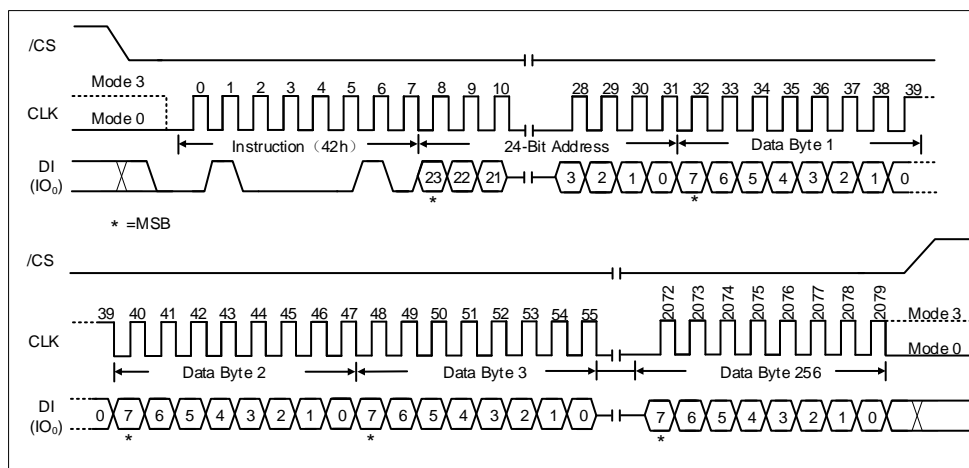 /CS
Mode 3
0 1 2 3 4 5 6 7 8 9 10 28 29 30 31 32 33 34 35 36 37 38 39
CLK
Mode 0
Instruction（42h） 24-Bit Address Data Byte 1
DI
(IO₀)
23 22 21 3 2 1 0 7 6 5 4 3 2 1 0
* *
* =MSB
/CS
39 40 41 42 43 44 45 46 47 48 49 50 51 52 53 54 55 2072 2073 2074 2075 2076 2077 2078 2079 Mode 3
CLK
Mode 0
Data Byte 2 Data Byte 3 Data Byte 256
DI
(IO₀)
0 7 6 5 4 3 2 1 0 7 6 5 4 3 2 1 0 7 6 5 4 3 2 1 0
* * *